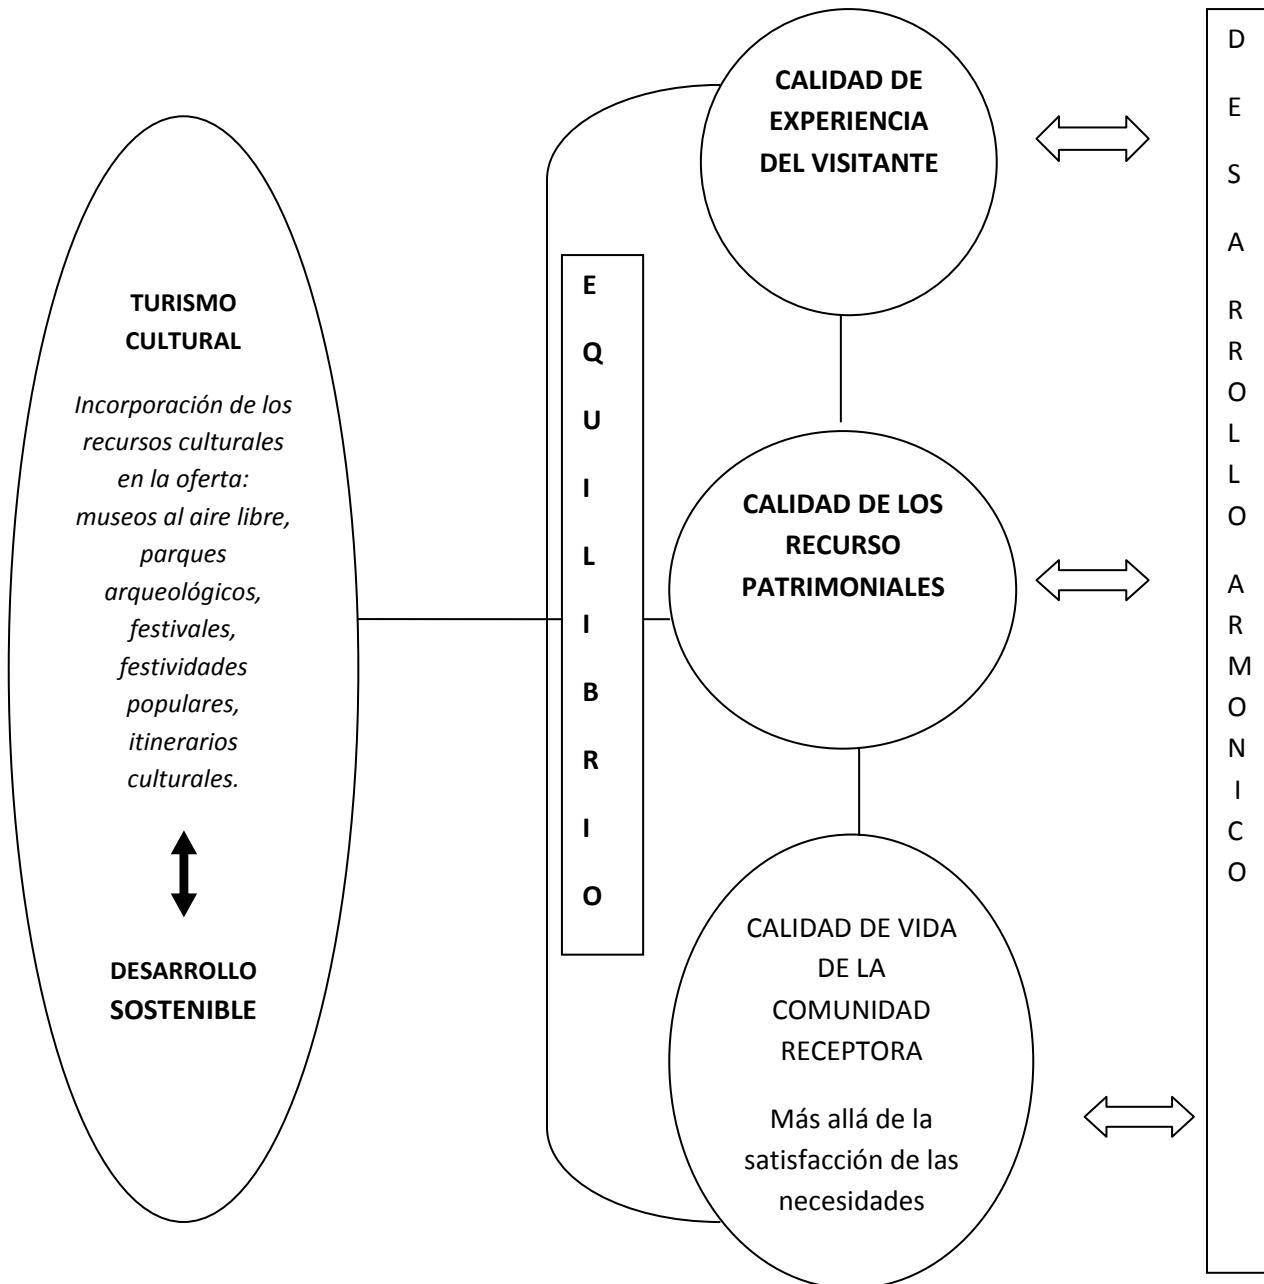 TURISMO
CULTURAL
Incorporación de los
recursos culturales
en la oferta:
museos al aire libre,
parques
arqueológicos,
festivales,
festividades
populares,
itinerarios
culturales.
DESARROLLO
SOSTENIBLE
E
Q
U
I
L
I
B
R
I
O
CALIDAD DE
EXPERIENCIA
DEL VISITANTE
CALIDAD DE LOS
RECURSO
PATRIMONIALES
CALIDAD DE VIDA
DE LA
COMUNIDAD
RECEPTORA
Más allá de la
satisfacción de las
necesidades
D
E
S
A
R
R
O
L
L
O
A
R
M
O
N
I
C
O